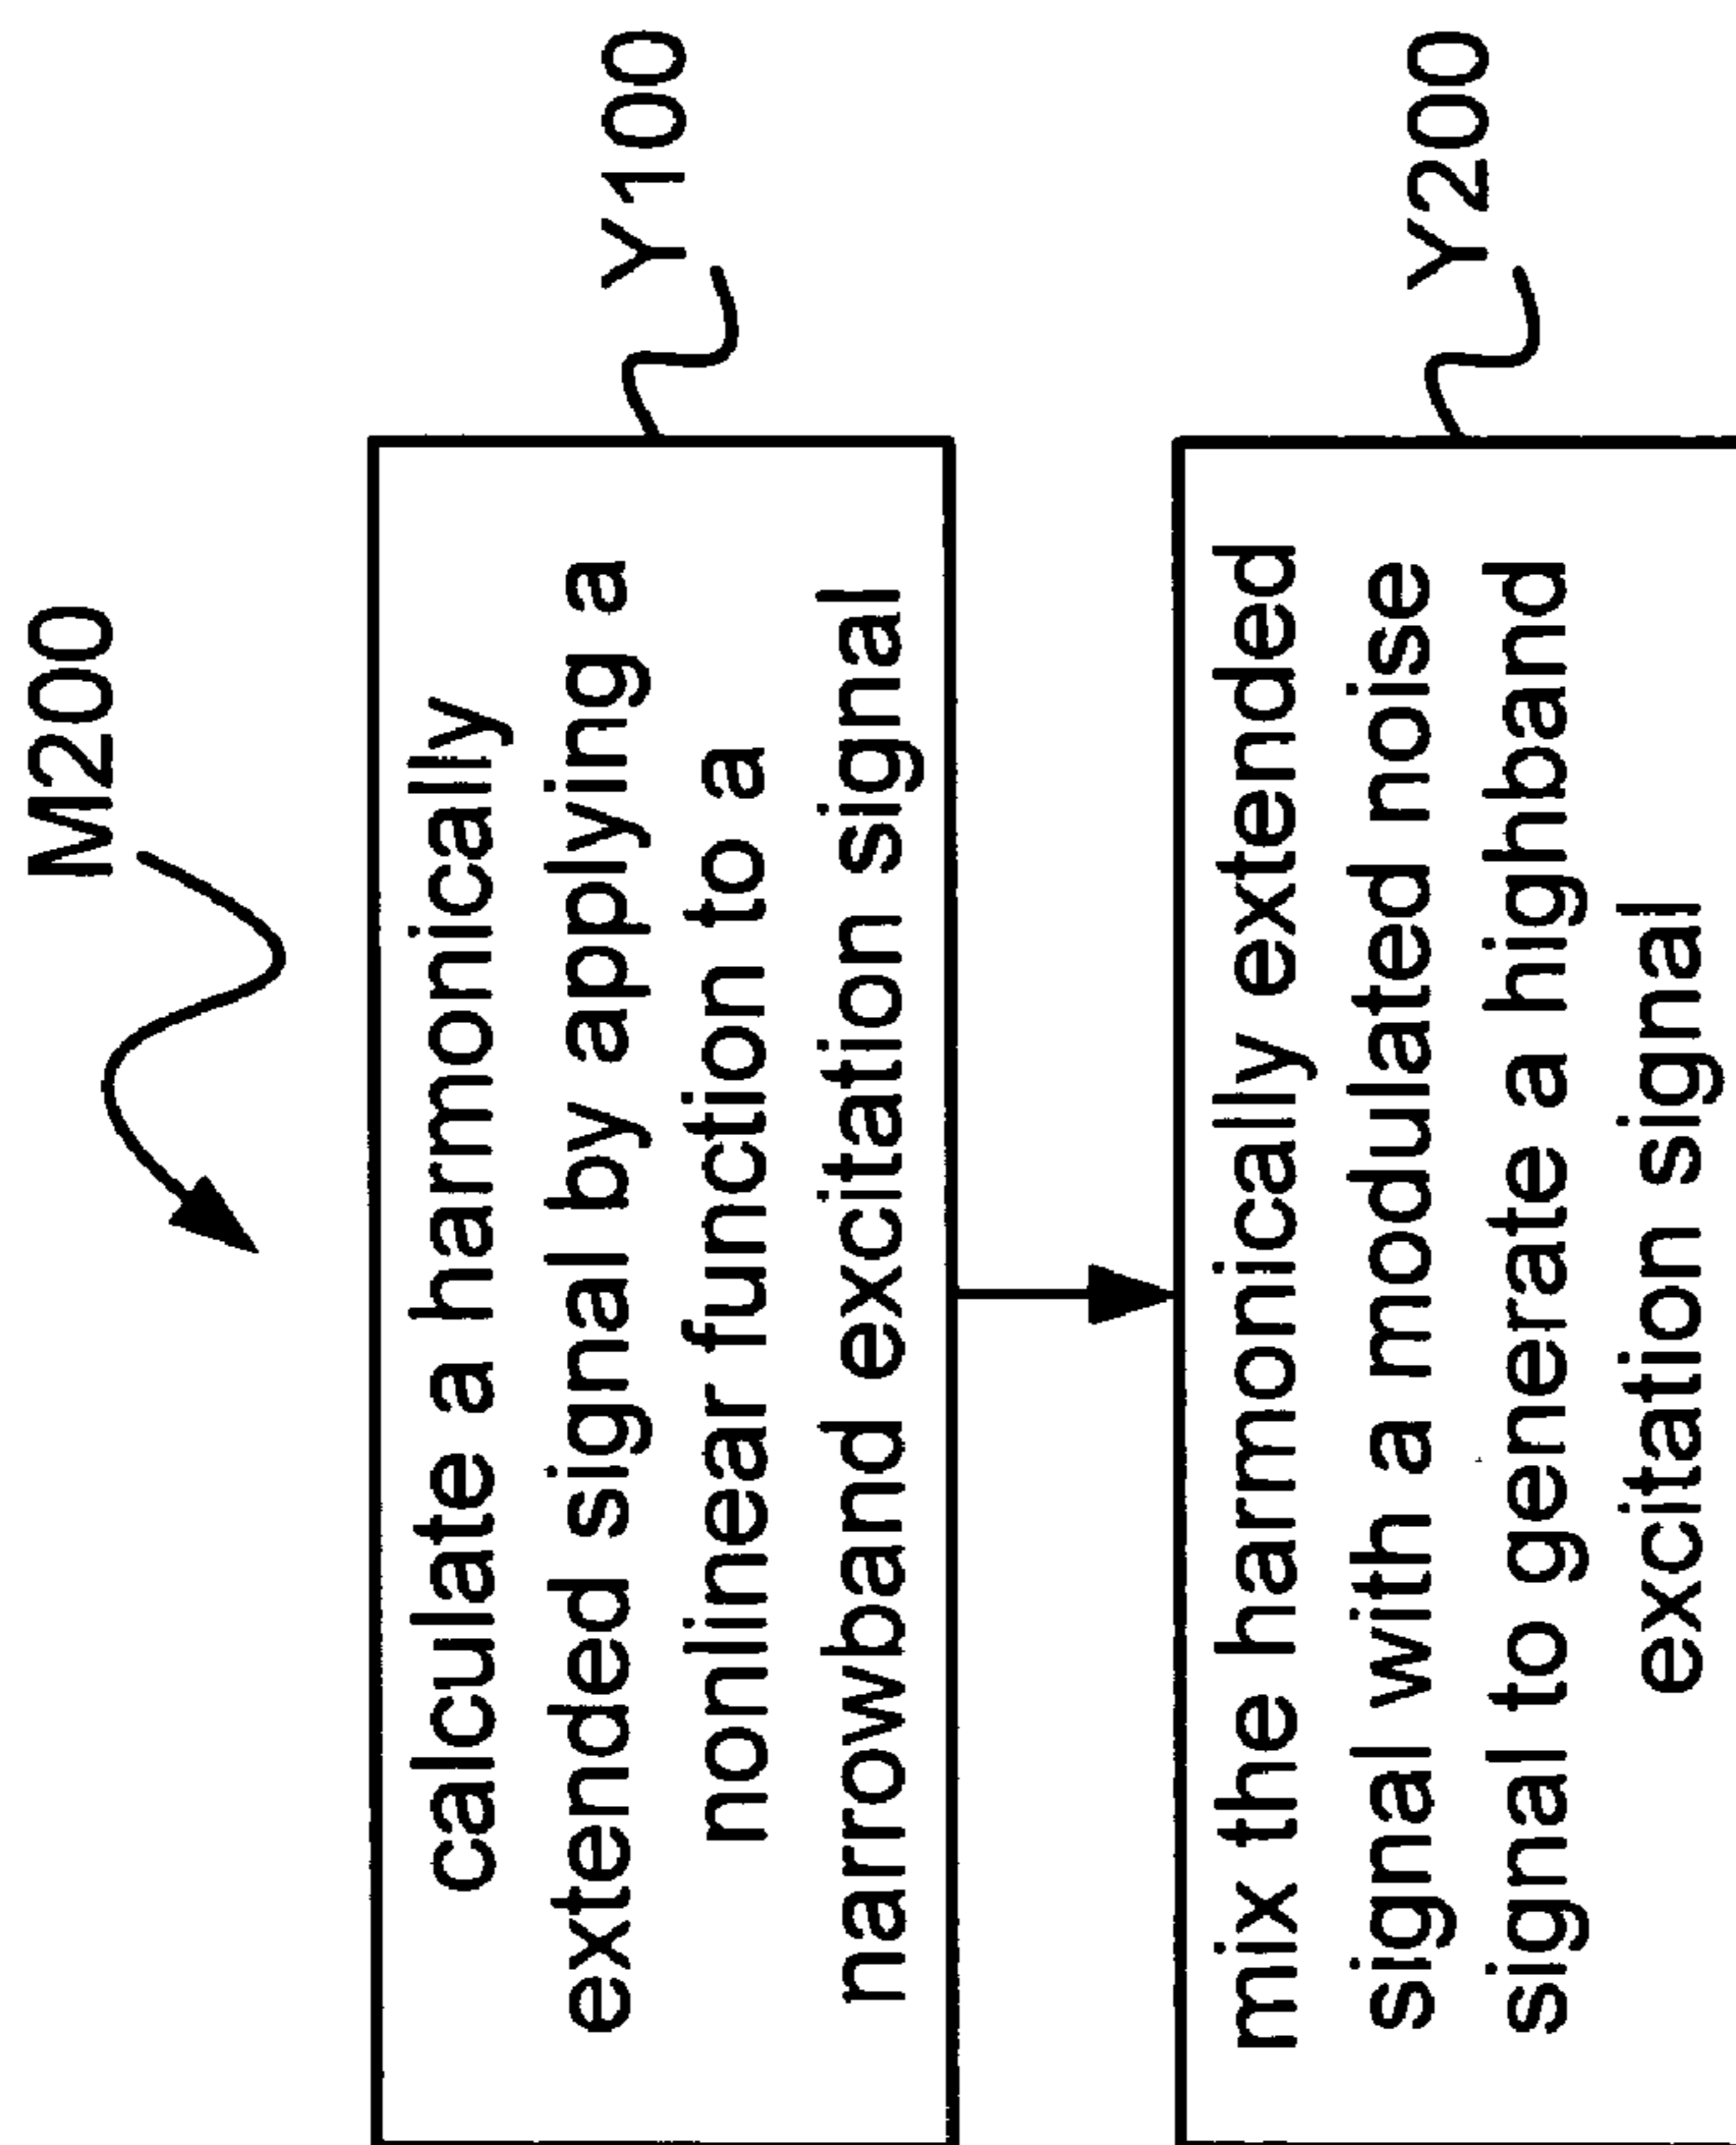 M200
calculate a harmonically
extended signal by applying a
nonlinear function to a
narrowband excitation signal
Y100
mix the harmonically extended
signal with a modulated noise
signal to generate a highband
excitation signal
Y200